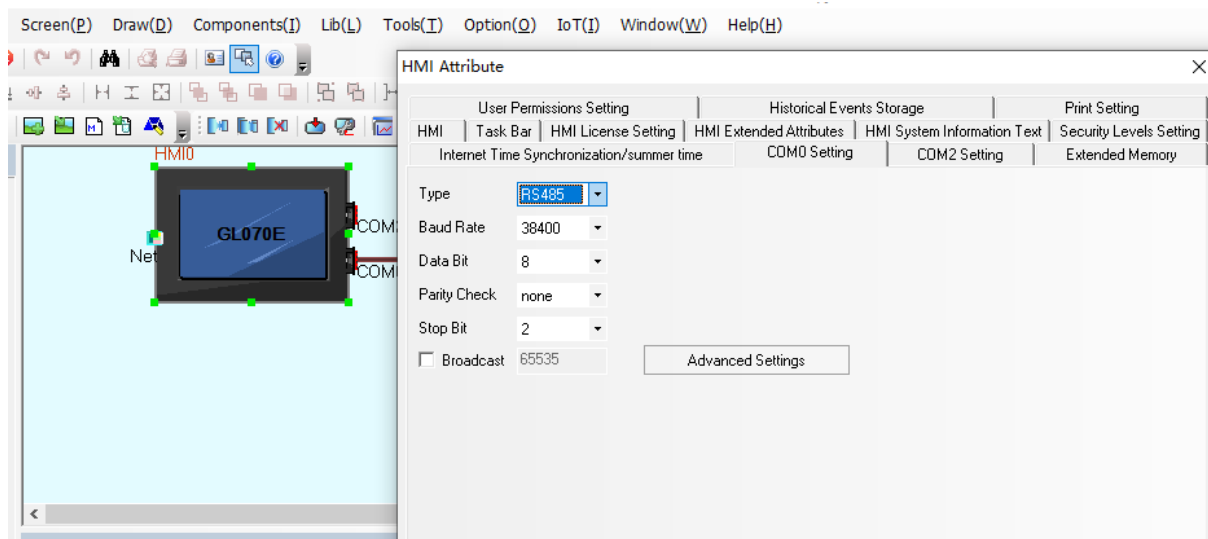 Screen(P) Draw(D) Components(I) Lib(L) Tools(T) Option(O) IoT(I) Window(W) Help(H)
HMI Attribute
User Permissions Setting Historical Events Storage Print Setting
HMI Task Bar HMI License Setting HMI Extended Attributes HMI System Information Text Security Levels Setting
Internet Time Synchronization/summer time COM0 Setting COM2 Setting Extended Memory
HMI0
GL070E
COM
Net
COM
Type RS485
Baud Rate 38400
Data Bit 8
Parity Check none
Stop Bit 2
Broadcast 65535 Advanced Settings